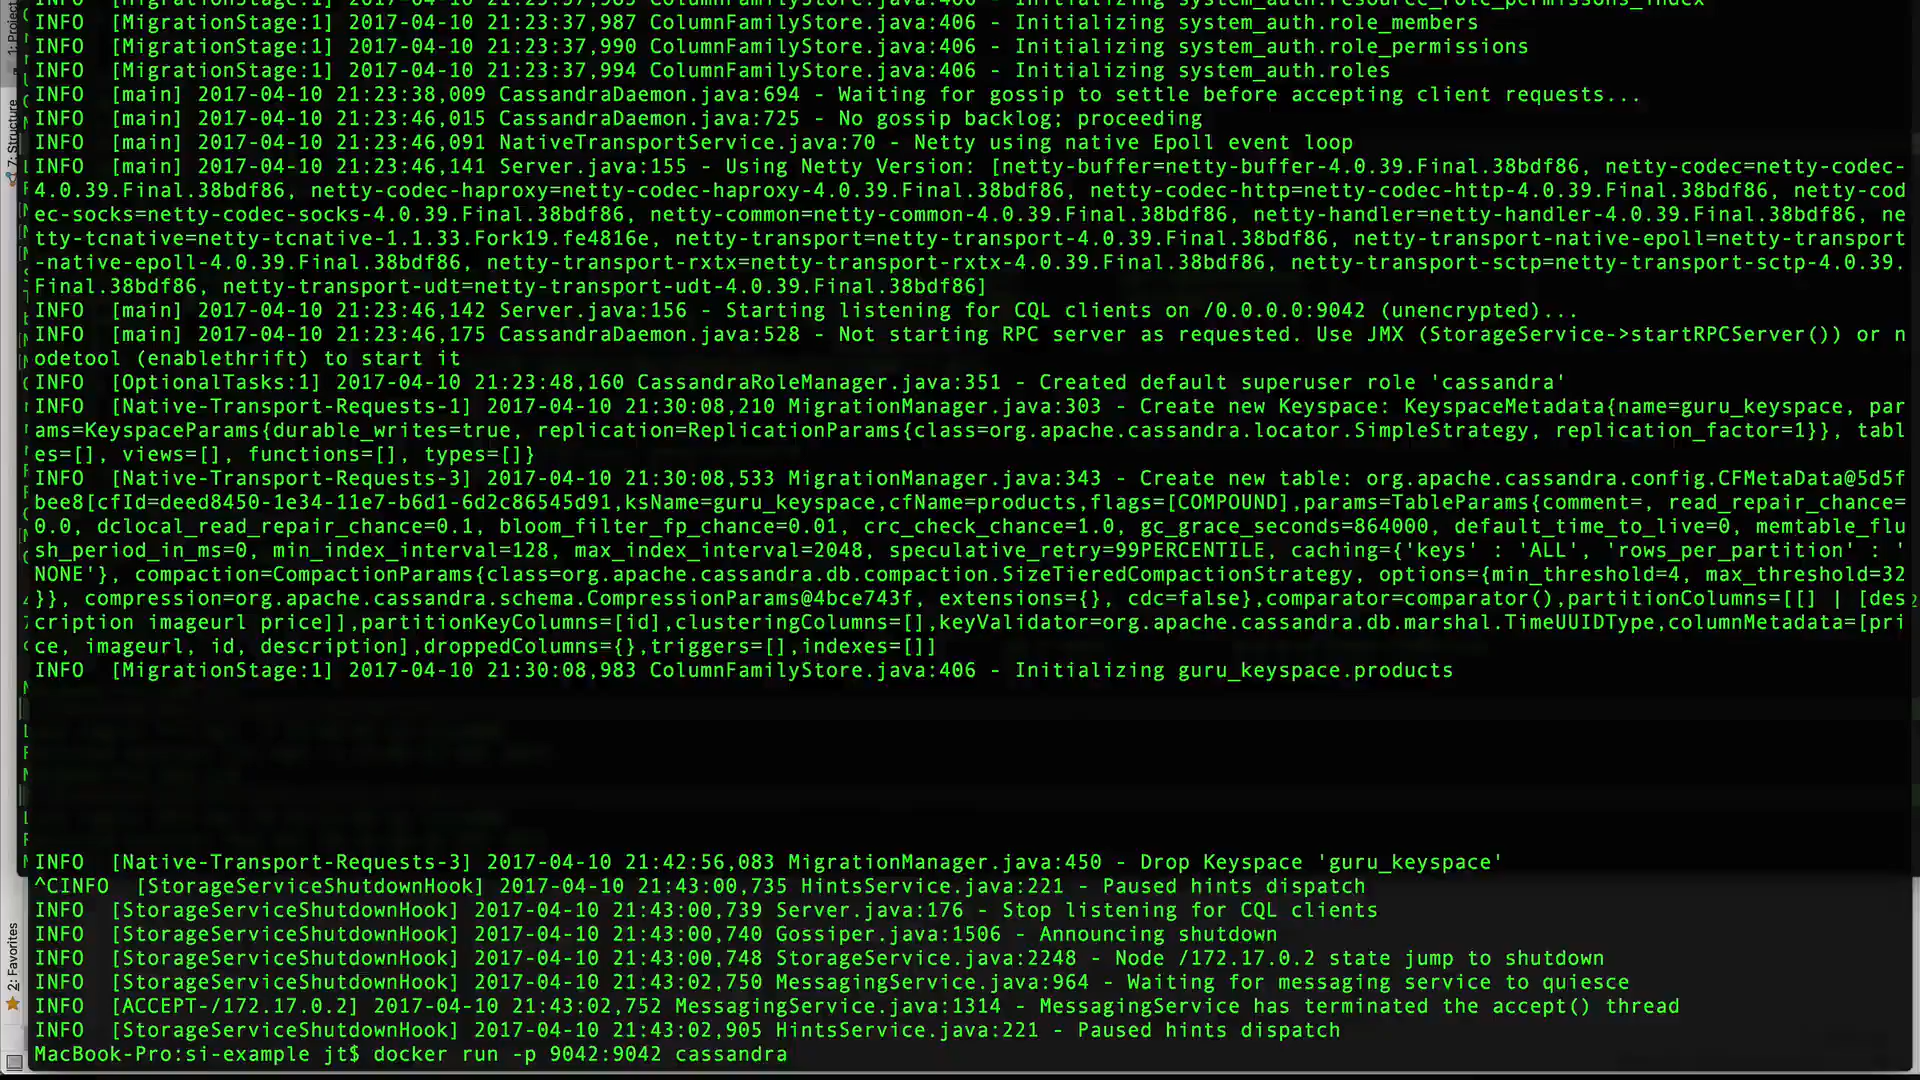 INFO  [MigrationStage:1] 2017-04-10 21:23:37,985 ColumnFamilyStore.java:406 - Initializing system_auth.resource_role_permissons_index
INFO  [MigrationStage:1] 2017-04-10 21:23:37,987 ColumnFamilyStore.java:406 - Initializing system_auth.role_members
INFO  [MigrationStage:1] 2017-04-10 21:23:37,990 ColumnFamilyStore.java:406 - Initializing system_auth.role_permissions
INFO  [MigrationStage:1] 2017-04-10 21:23:37,994 ColumnFamilyStore.java:406 - Initializing system_auth.roles
INFO  [main] 2017-04-10 21:23:38,009 CassandraDaemon.java:694 - Waiting for gossip to settle before accepting client requests...
INFO  [main] 2017-04-10 21:23:46,015 CassandraDaemon.java:725 - No gossip backlog; proceeding
INFO  [main] 2017-04-10 21:23:46,091 NativeTransportService.java:70 - Netty using native Epoll event loop
INFO  [main] 2017-04-10 21:23:46,141 Server.java:155 - Using Netty Version: [netty-buffer=netty-buffer-4.0.39.Final.38bdf86, netty-codec=netty-codec-
4.0.39.Final.38bdf86, netty-codec-haproxy=netty-codec-haproxy-4.0.39.Final.38bdf86, netty-codec-http=netty-codec-http-4.0.39.Final.38bdf86, netty-cod
ec-socks=netty-codec-socks-4.0.39.Final.38bdf86, netty-common=netty-common-4.0.39.Final.38bdf86, netty-handler=netty-handler-4.0.39.Final.38bdf86, ne
tty-tcnative=netty-tcnative-1.1.33.Fork19.fe4816e, netty-transport=netty-transport-4.0.39.Final.38bdf86, netty-transport-native-epoll=netty-transport
-native-epoll-4.0.39.Final.38bdf86, netty-transport-rxtx=netty-transport-rxtx-4.0.39.Final.38bdf86, netty-transport-sctp=netty-transport-sctp-4.0.39.
Final.38bdf86, netty-transport-udt=netty-transport-udt-4.0.39.Final.38bdf86]
INFO  [main] 2017-04-10 21:23:46,142 Server.java:156 - Starting listening for CQL clients on /0.0.0.0:9042 (unencrypted)...
INFO  [main] 2017-04-10 21:23:46,175 CassandraDaemon.java:528 - Not starting RPC server as requested. Use JMX (StorageService->startRPCServer()) or n
odetool (enablethrift) to start it
INFO  [OptionalTasks:1] 2017-04-10 21:23:48,160 CassandraRoleManager.java:351 - Created default superuser role 'cassandra'
INFO  [Native-Transport-Requests-1] 2017-04-10 21:30:08,210 MigrationManager.java:303 - Create new Keyspace: KeyspaceMetadata{name=guru_keyspace, par
ams=KeyspaceParams{durable_writes=true, replication=ReplicationParams{class=org.apache.cassandra.locator.SimpleStrategy, replication_factor=1}}, tabl
es=[], views=[], functions=[], types=[]}
INFO  [Native-Transport-Requests-3] 2017-04-10 21:30:08,533 MigrationManager.java:343 - Create new table: org.apache.cassandra.config.CFMetaData@5d5f
bee8[cfId=deed8450-1e34-11e7-b6d1-6d2c86545d91,ksName=guru_keyspace,cfName=products,flags=[COMPOUND],params=TableParams{comment=, read_repair_chance=
0.0, dclocal_read_repair_chance=0.1, bloom_filter_fp_chance=0.01, crc_check_chance=1.0, gc_grace_seconds=864000, default_time_to_live=0, memtable_flu
sh_period_in_ms=0, min_index_interval=128, max_index_interval=2048, speculative_retry=99PERCENTILE, caching={'keys' : 'ALL', 'rows_per_partition' : '
NONE'}, compaction=CompactionParams{class=org.apache.cassandra.db.compaction.SizeTieredCompactionStrategy, options={min_threshold=4, max_threshold=32
}}, compression=org.apache.cassandra.schema.CompressionParams@4bce743f, extensions={}, cdc=false},comparator=comparator(),partitionColumns=[[] | [des
cription imageurl price]],partitionKeyColumns=[id],clusteringColumns=[],keyValidator=org.apache.cassandra.db.marshal.TimeUUIDType,columnMetadata=[pri
ce, imageurl, id, description],droppedColumns={},triggers=[],indexes=[]]
INFO  [MigrationStage:1] 2017-04-10 21:30:08,983 ColumnFamilyStore.java:406 - Initializing guru_keyspace.products
INFO  [Native-Transport-Requests-3] 2017-04-10 21:42:56,083 MigrationManager.java:450 - Drop Keyspace 'guru_keyspace'
^CINFO  [StorageServiceShutdownHook] 2017-04-10 21:43:00,735 HintsService.java:221 - Paused hints dispatch
INFO  [StorageServiceShutdownHook] 2017-04-10 21:43:00,739 Server.java:176 - Stop listening for CQL clients
INFO  [StorageServiceShutdownHook] 2017-04-10 21:43:00,740 Gossiper.java:1506 - Announcing shutdown
INFO  [StorageServiceShutdownHook] 2017-04-10 21:43:00,748 StorageService.java:2248 - Node /172.17.0.2 state jump to shutdown
INFO  [StorageServiceShutdownHook] 2017-04-10 21:43:02,750 MessagingService.java:964 - Waiting for messaging service to quiesce
INFO  [ACCEPT-/172.17.0.2] 2017-04-10 21:43:02,752 MessagingService.java:1314 - MessagingService has terminated the accept() thread
INFO  [StorageServiceShutdownHook] 2017-04-10 21:43:02,905 HintsService.java:221 - Paused hints dispatch
MacBook-Pro:si-example jt$ docker run -p 9042:9042 cassandra
7: Structure
2: Favorites